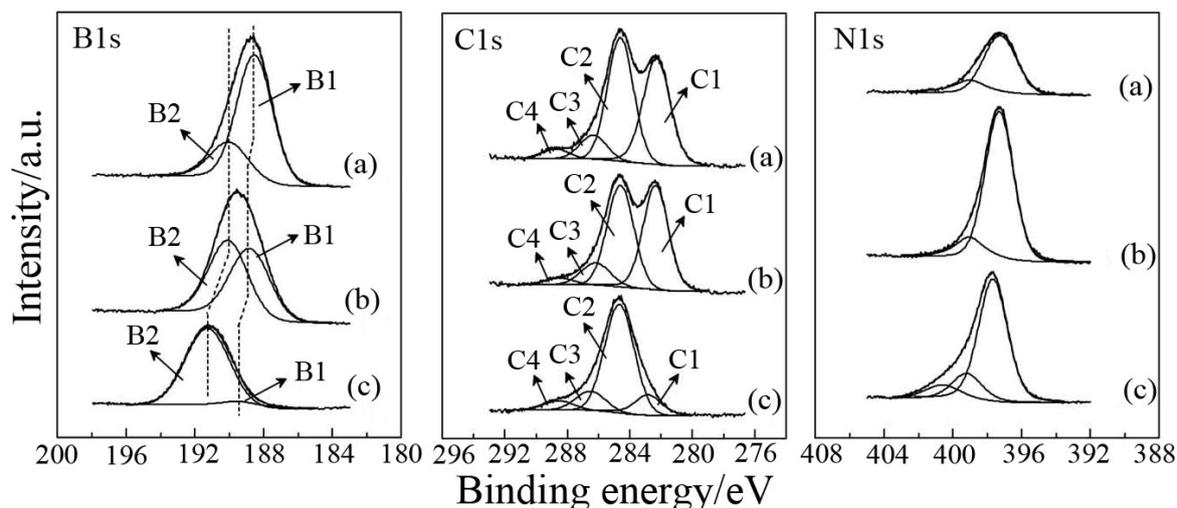 Intensity/a.u.
B1s
B1
B2
(a)
B2
B1
(b)
B2
B1
(c)
200 196 192 188 184 180
C1s
C2
C1
C3
C4
(a)
C2
C1
C3
C4
(b)
C2
C4 C3 C1
(c)
296 292 288 284 280 276
N1s
(a)
(b)
(c)
408 404 400 396 392 388
Binding energy/eV